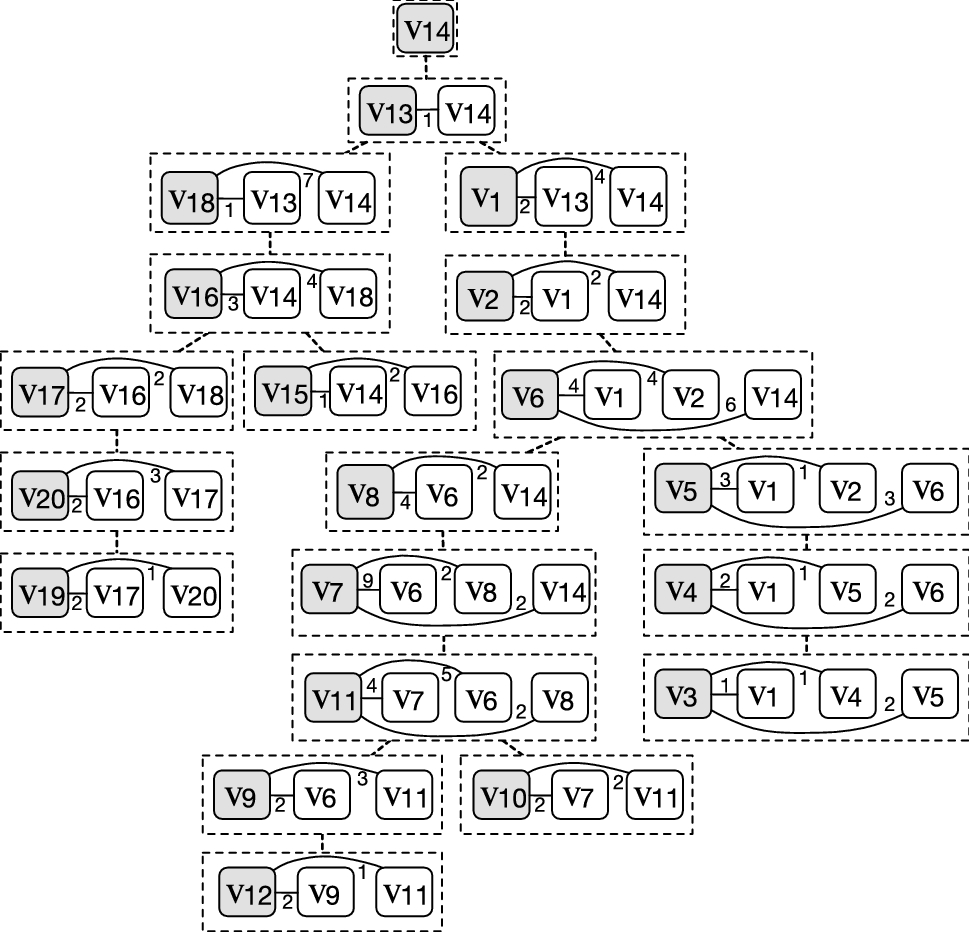 V14
V13 1 V14
V18 1 V13 7 V14
V1 2 V13 4 V14
V16 3 V14 4 V18
V2 2 V1 2 V14
V17 2 V16 2 V18
V15 1 V14 2 V16
V6 4 V1 4 V2 6 V14
V20 2 V16 3 V17
V8 4 V6 2 V14
V5 3 V1 1 V2 3 V6
V19 2 V17 1 V20
V7 9 V6 2 V8 2 V14
V4 2 V1 1 V5 2 V6
V11 4 V7 5 V6 2 V8
V3 1 V1 1 V4 2 V5
V9 2 V6 3 V11
V10 2 V7 2 V11
V12 2 V9 1 V11